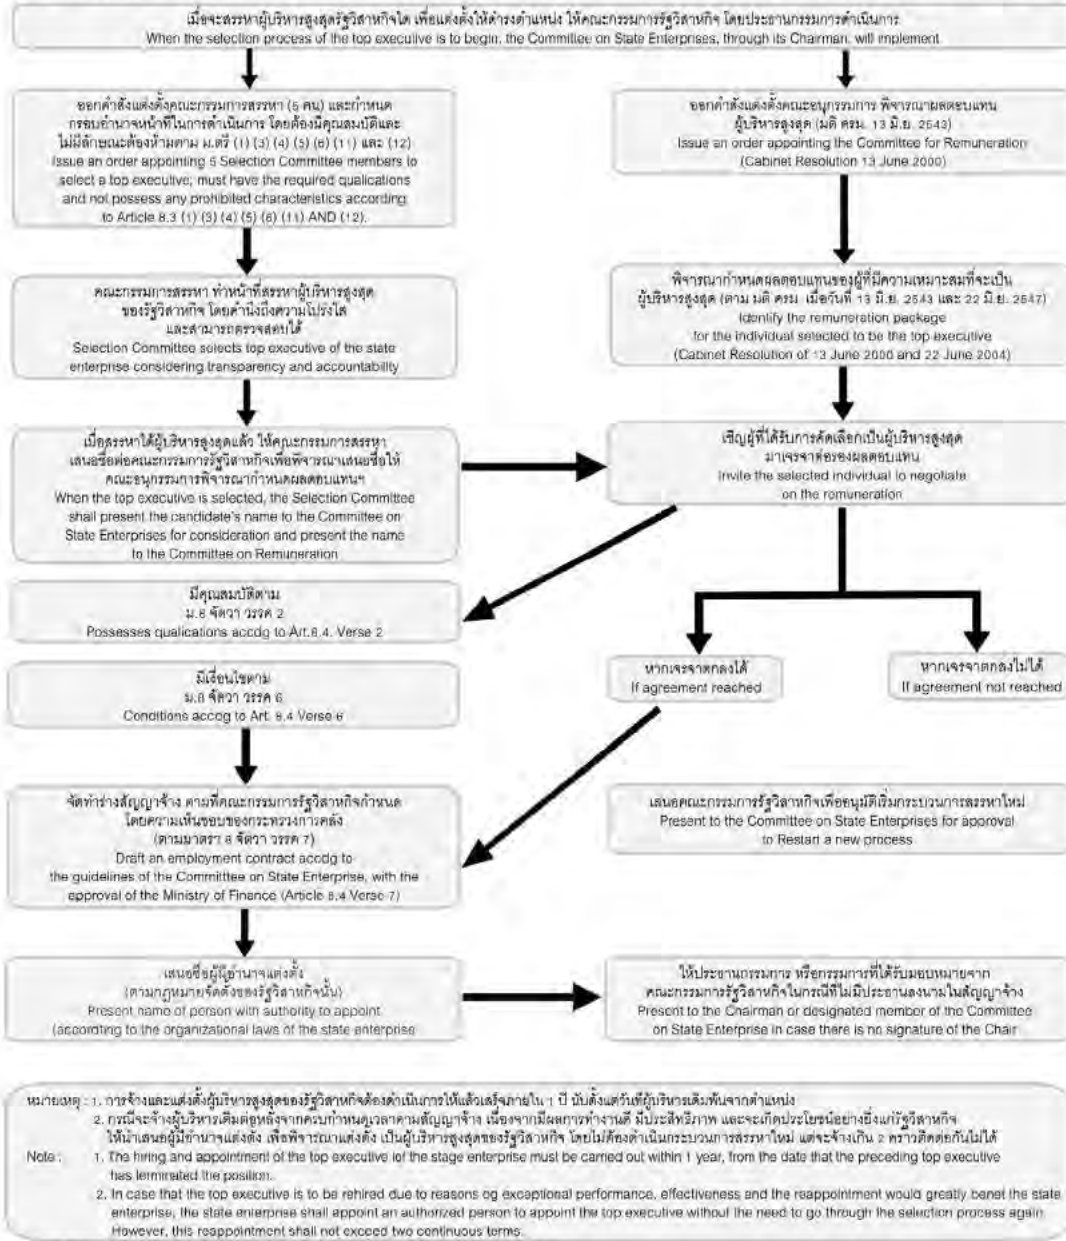 เมื่อจะสรรหาผู้บริหารสูงสุดรัฐวิสาหกิจใด เพื่อแต่งตั้งให้ดำรงตำแหน่ง ให้คณะกรรมการรัฐวิสาหกิจ โดยประธานกรรมการดำเนินการ
When the selection process of the top executive is to begin, the Committee on State Enterprises, through its Chairman, will implement
ออกคำสั่งแต่งตั้งคณะกรรมการสรรหา (5 คน) และกำหนด
กรอบอำนาจหน้าที่ในการดำเนินการ โดยต้องมีคุณสมบัติและ
ไม่มีลักษณะต้องห้ามตาม ม.ตรี (1) (3) (4) (5) (6) (11) และ (12)
Issue an order appointing 5 Selection Committee members to
select a top executive; must have the required qualications
and not possess any prohibited characteristics according
to Article 8.3 (1) (3) (4) (5) (6) (11) AND (12).
ออกคำสั่งแต่งตั้งคณะอนุกรรมการ พิจารณาผลตอบแทน
ผู้บริหารสูงสุด (มติ ครม. 13 มิ.ย. 2543)
Issue an order appointing the Committee for Remuneration
(Cabinet Resolution 13 June 2000)
คณะกรรมการสรรหา ทำหน้าที่สรรหาผู้บริหารสูงสุด
ของรัฐวิสาหกิจ โดยคำนึงถึงความโปร่งใส
และสามารถตรวจสอบได้
Selection Committee selects top executive of the state
enterprise considering transparency and accountability
พิจารณากำหนดผลตอบแทนของผู้ที่มีความเหมาะสมที่จะเป็น
ผู้บริหารสูงสุด (ตาม มติ ครม. เมื่อวันที่ 13 มิ.ย. 2543 และ 22 มิ.ย. 2547)
Identify the remuneration package
for the individual selected to be the top executive
(Cabinet Resolution of 13 June 2000 and 22 June 2004)
เมื่อสรรหาได้ผู้บริหารสูงสุดแล้ว ให้คณะกรรมการสรรหา
เสนอชื่อต่อคณะกรรมการรัฐวิสาหกิจเพื่อพิจารณาเสนอชื่อให้
คณะอนุกรรมการพิจารณากำหนดผลตอบแทนฯ
When the top executive is selected, the Selection Committee
shall present the candidate's name to the Committee on
State Enterprises for consideration and present the name
to the Committee on Remuneration
เชิญผู้ที่ได้รับการคัดเลือกเป็นผู้บริหารสูงสุด
มาเจรจาต่อรองผลตอบแทน
Invite the selected individual to negotiate
on the remuneration
มีคุณสมบัติตาม
ม.8 จัตวา วรรค 2
Possesses qualications accdg to Art.8.4. Verse 2
มีเงื่อนไขตาม
ม.8 จัตวา วรรค 6
Conditions accdg to Art. 8.4 Verse 6
หากเจรจาตกลงได้
If agreement reached
หากเจรจาตกลงไม่ได้
If agreement not reached
จัดทำร่างสัญญาจ้าง ตามที่คณะกรรมการรัฐวิสาหกิจกำหนด
โดยความเห็นชอบของกระทรวงการคลัง
(ตามมาตรา 8 จัตวา วรรค 7)
Draft an employment contract accdg to
the guidelines of the Committee on State Enterprise, with the
approval of the Ministry of Finance (Article 8.4 Verse 7)
เสนอคณะกรรมการรัฐวิสาหกิจเพื่ออนุมัติเริ่มกระบวนการสรรหาใหม่
Present to the Committee on State Enterprises for approval
to Restart a new process
เสนอชื่อผู้มีอำนาจแต่งตั้ง
(ตามกฎหมายจัดตั้งของรัฐวิสาหกิจนั้น)
Present name of person with authority to appoint
(according to the organizational laws of the state enterprise
ให้ประธานกรรมการ หรือกรรมการที่ได้รับมอบหมายจาก
คณะกรรมการรัฐวิสาหกิจในกรณีที่ไม่มีประธานลงนามในสัญญาจ้าง
Present to the Chairman or designated member of the Committee
on State Enterprise in case there is no signature of the Chair
หมายเหตุ : 1. การจ้างและแต่งตั้งผู้บริหารสูงสุดของรัฐวิสาหกิจต้องดำเนินการให้แล้วเสร็จภายใน 1 ปี นับตั้งแต่วันที่ผู้บริหารเดิมพ้นจากตำแหน่ง
2. กรณีจะจ้างผู้บริหารเดิมต่อหลังจากครบกำหนดเวลาตามสัญญาจ้าง เนื่องจากมีผลการทำงานดี มีประสิทธิภาพ และจะเกิดประโยชน์อย่างยิ่งแก่รัฐวิสาหกิจ
ให้นำเสนอผู้มีอำนาจแต่งตั้ง เพื่อพิจารณาแต่งตั้ง เป็นผู้บริหารสูงสุดของรัฐวิสาหกิจ โดยไม่ต้องดำเนินกระบวนการสรรหาใหม่ แต่จะจ้างเกิน 2 คราวติดต่อกันไม่ได้
Note : 1. The hiring and appointment of the top executive iof the stage enterprise must be carried out within 1 year, from the date that the preceding top executive
has terminated the position.
2. In case that the top executive is to be rehired due to reasons og exceptional performance, effectiveness and the reappointment would greatly benet the state
enterprise, the state enterprise shall appoint an authorized person to appoint the top executive without the need to go through the selection process again.
However, this reappointment shall not exceed two continuous terms.